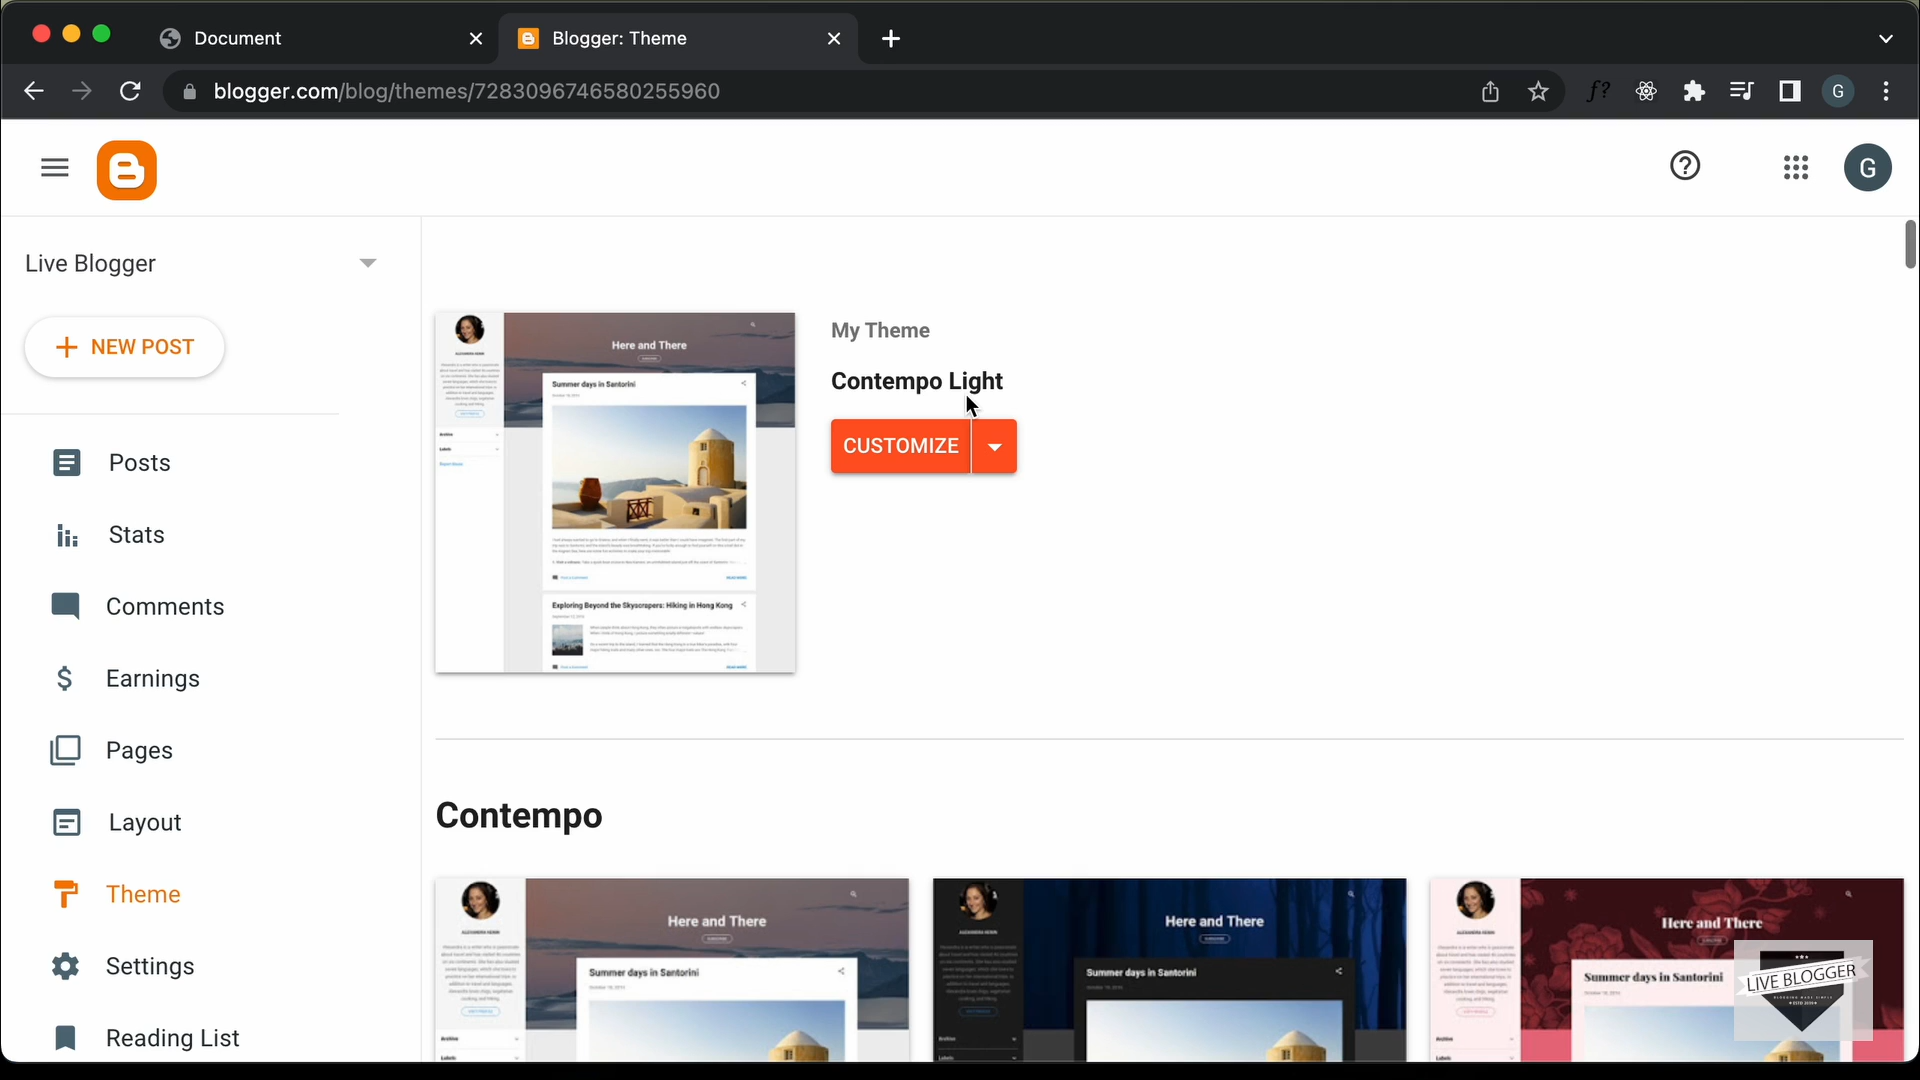 Document
Blogger: Theme
blogger.com/blog/themes/7283096746580255960
f?
G
G
Live Blogger
NEW POST
Posts
Stats
Comments
Earnings
Pages
Layout
Theme
Settings
Reading List
Here and There
Summer days in Santorini
Exploring Beyond the Skyscrapers: Hiking in Hong Kong
My Theme
Contempo Light
CUSTOMIZE
Contempo
Here and There
Summer days in Santorini
Here and There
Summer days in Santorini
Here and There
Summer days in Santorini
LIVE BLOGGER